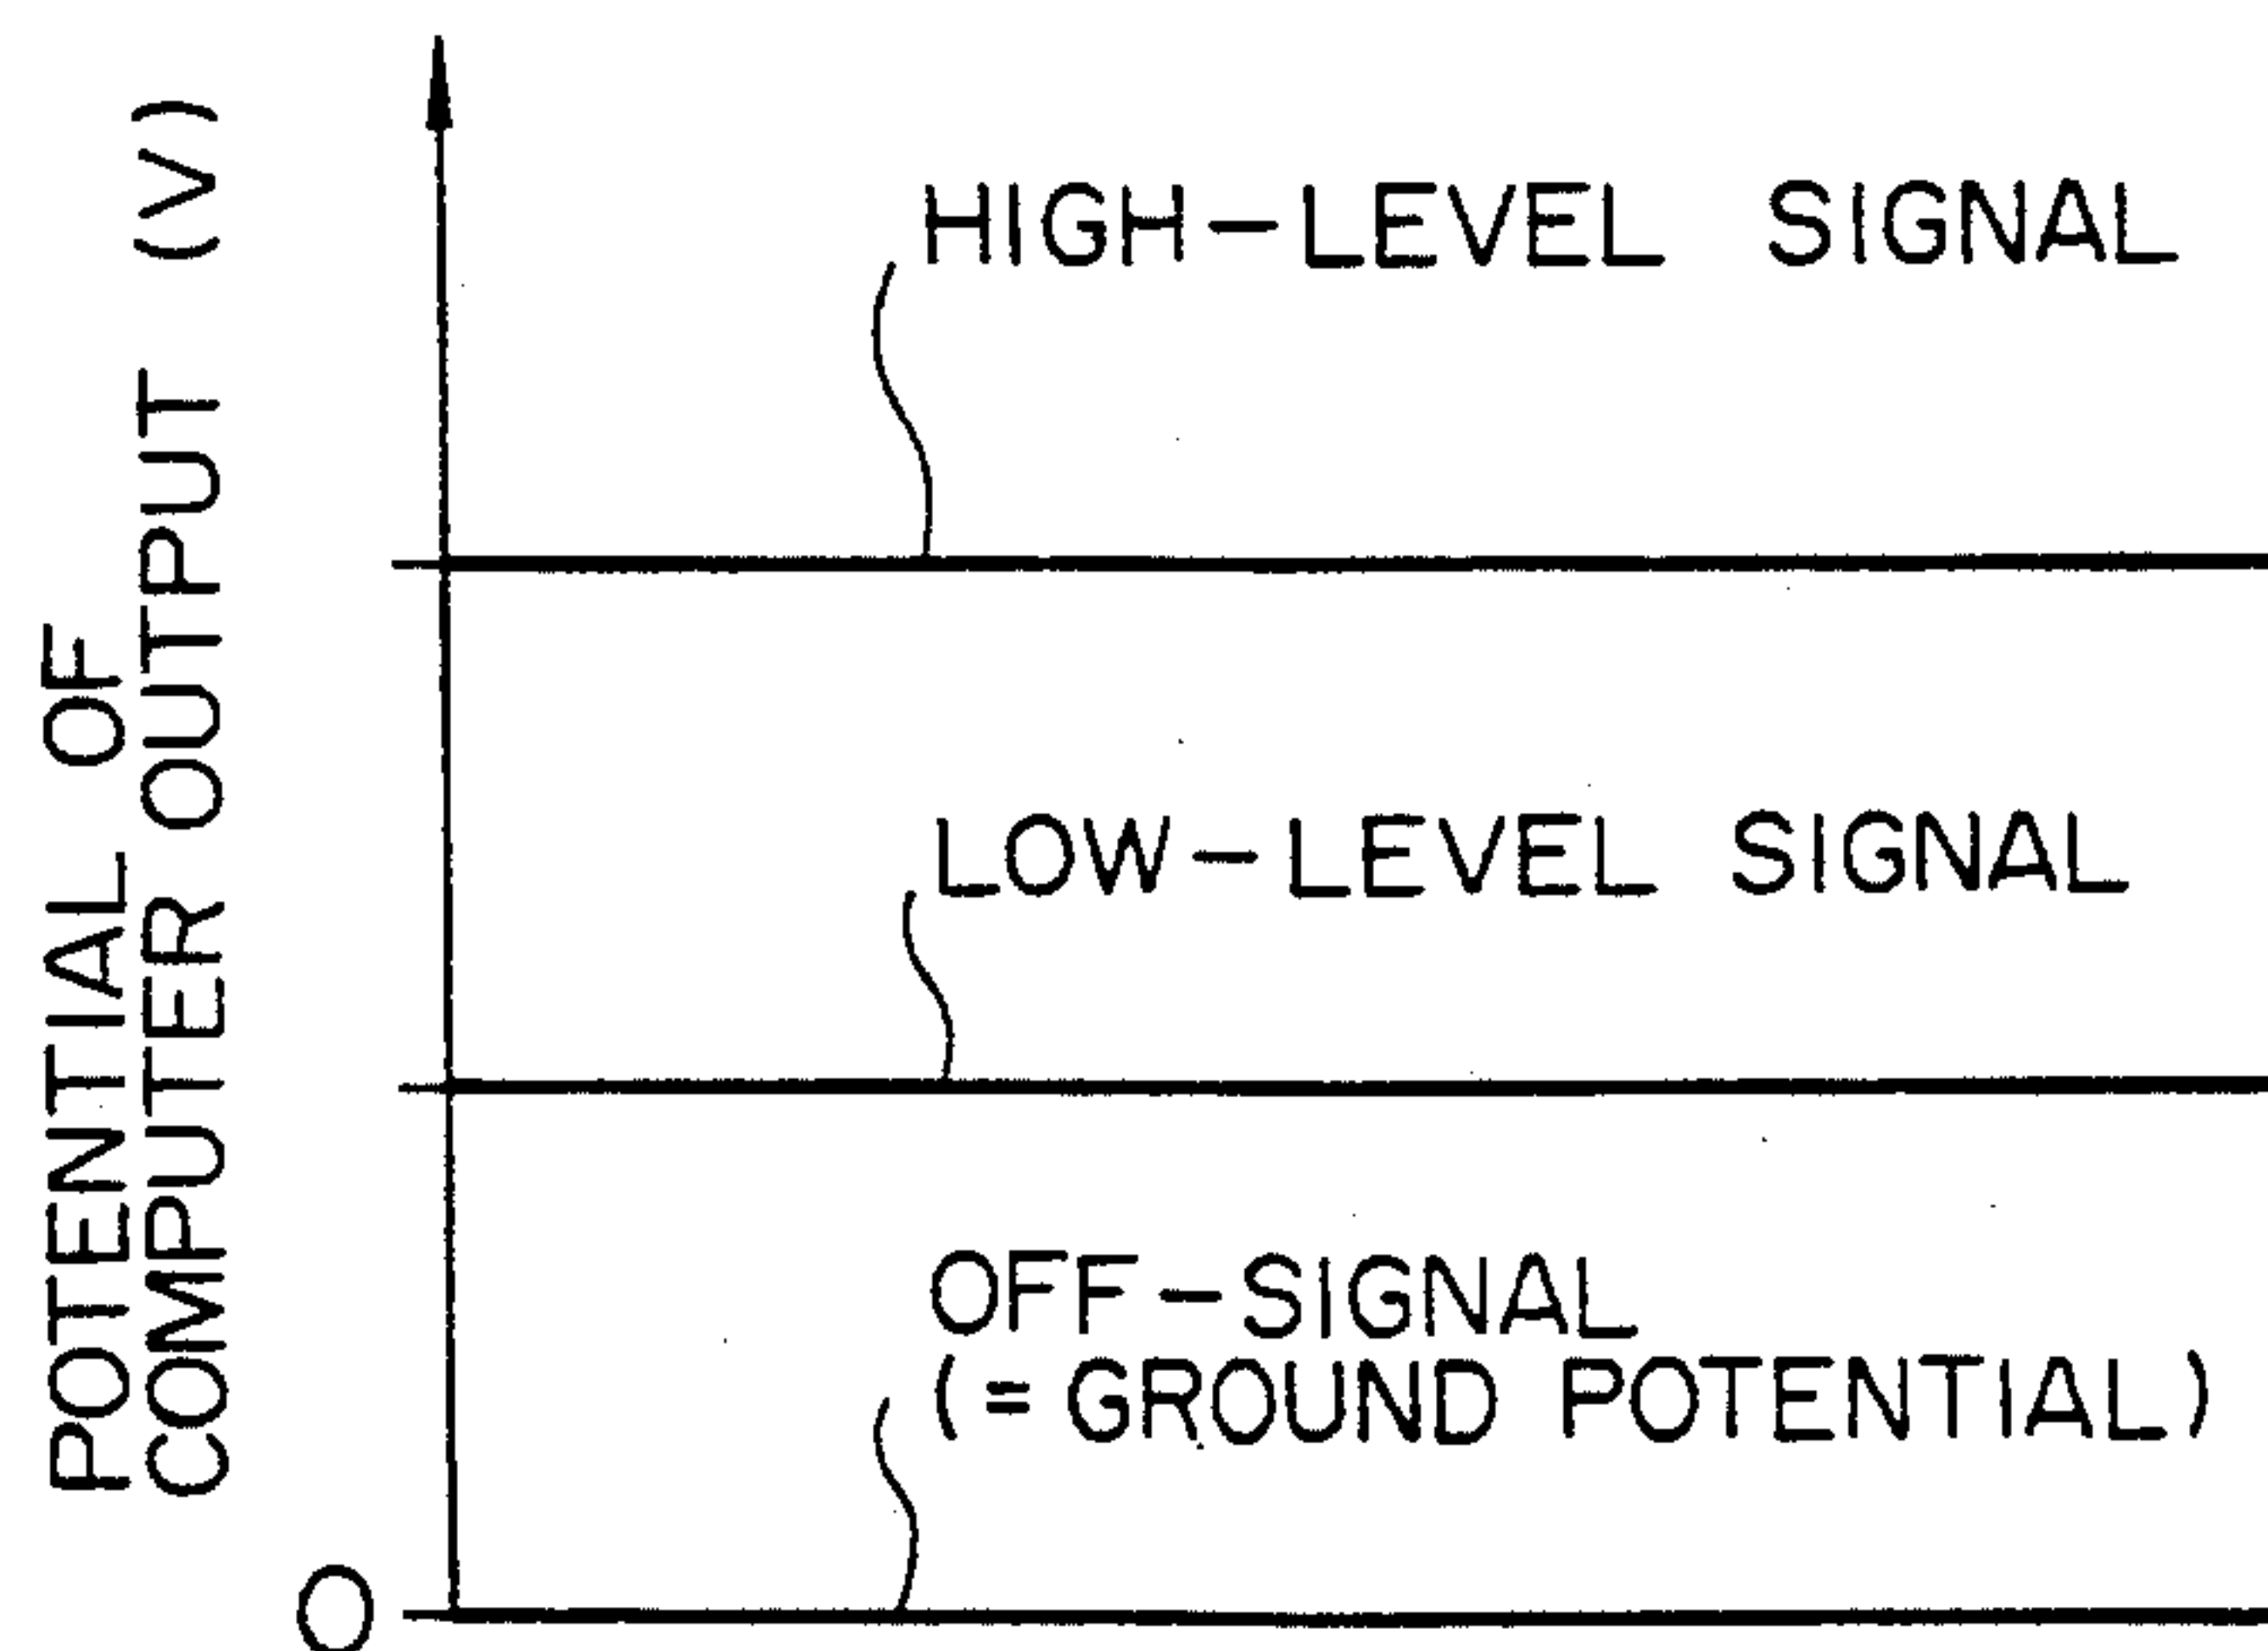 POTENTIAL OF
COMPUTER OUTPUT (V)
HIGH-LEVEL SIGNAL
LOW-LEVEL SIGNAL
OFF-SIGNAL
(= GROUND POTENTIAL)
0